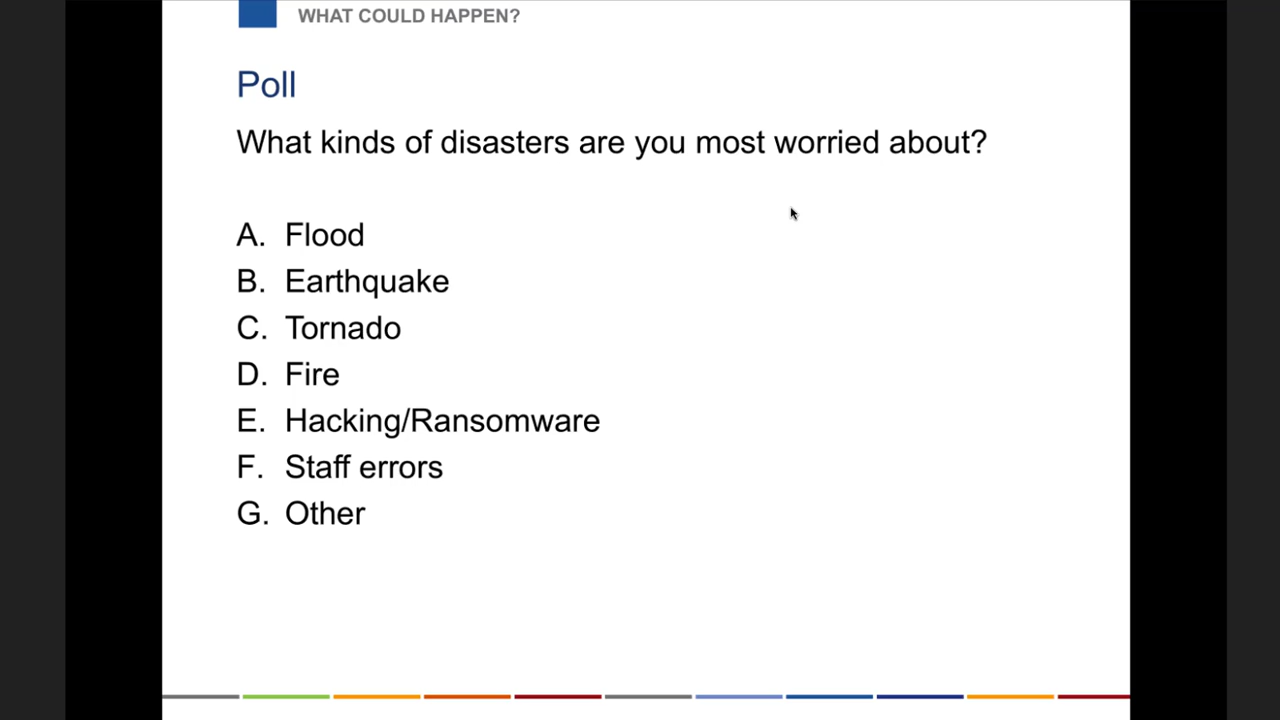 WHAT COULD HAPPEN?
Poll
What kinds of disasters are you most worried about?
A. Flood
B. Earthquake
C. Tornado
D. Fire
E. Hacking/Ransomware
F. Staff errors
G. Other